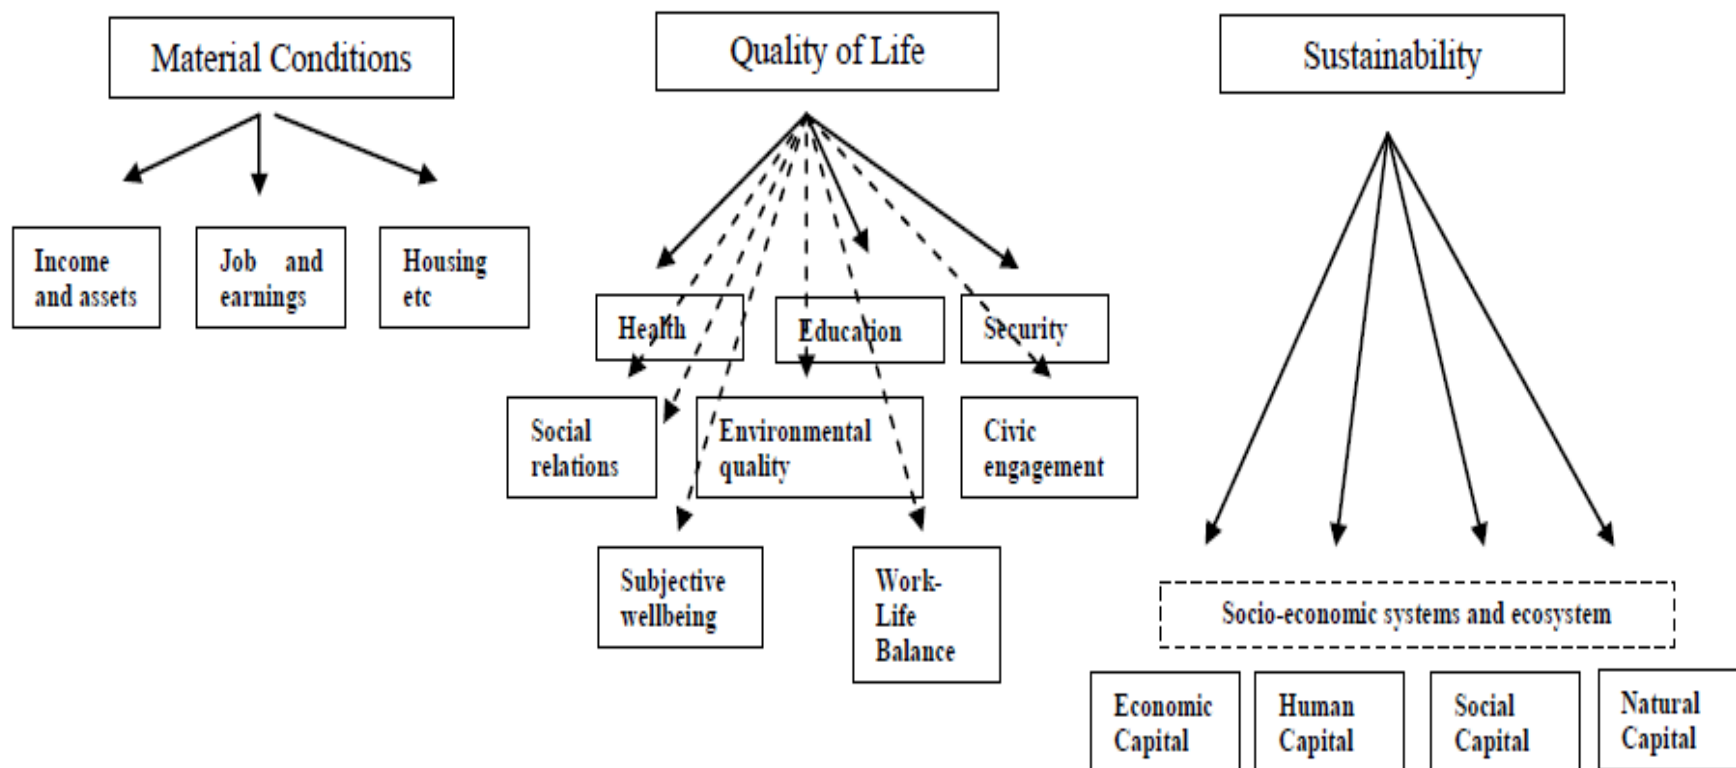 Material Conditions
Quality of Life
Sustainability
Income
and assets
Job and
earnings
Housing
etc
Health
Education
Security
Social
relations
Environmental
quality
Civic
engagement
Subjective
wellbeing
Work-
Life
Balance
Socio-economic systems and ecosystem
Economic
Capital
Human
Capital
Social
Capital
Natural
Capital